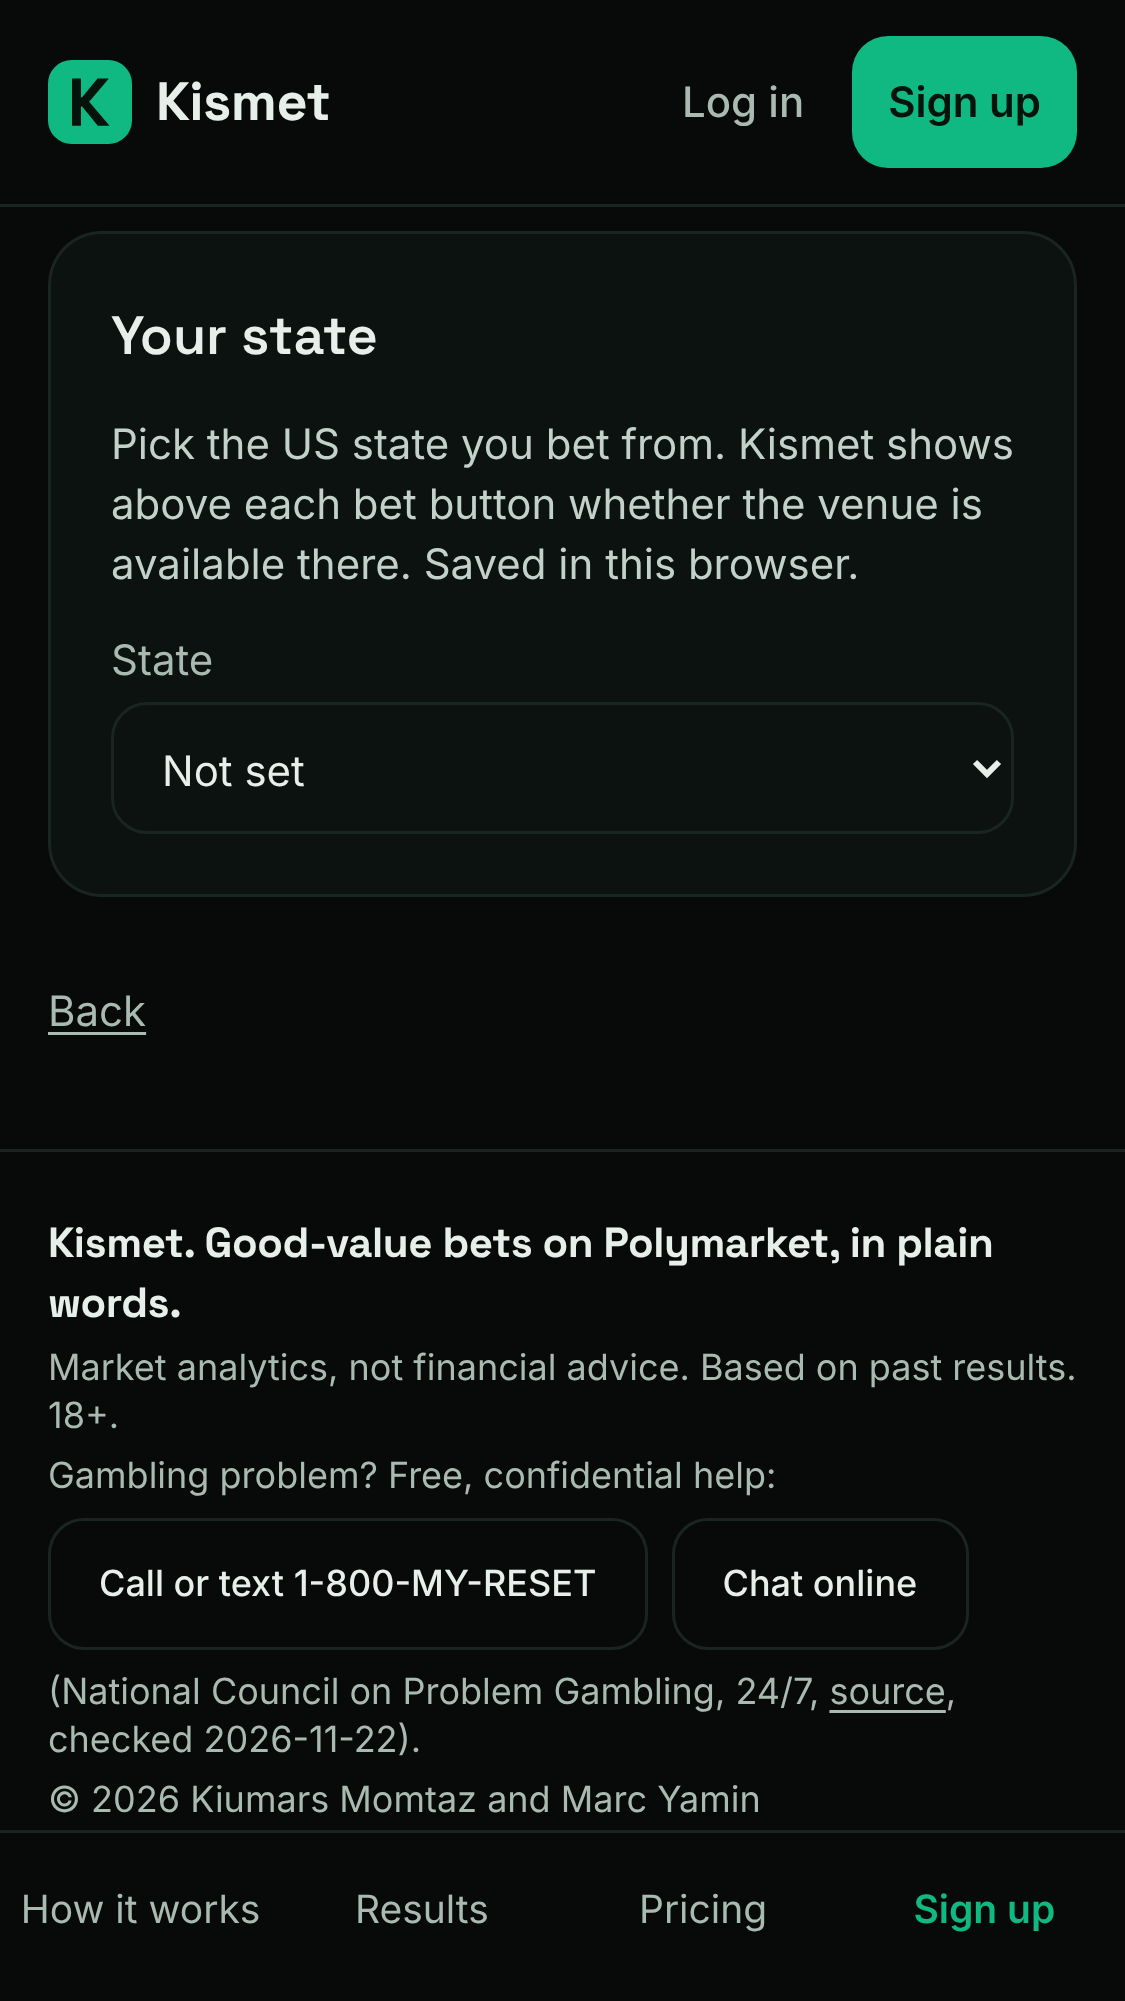 K Kismet Log in Sign up
Your state
Pick the US state you bet from. Kismet shows
above each bet button whether the venue is
available there. Saved in this browser.
State
Not set
Back
Kismet. Good-value bets on Polymarket, in plain
words.
Market analytics, not financial advice. Based on past results.
18+.
Gambling problem? Free, confidential help:
Call or text 1-800-MY-RESET Chat online
(National Council on Problem Gambling, 24/7, source,
checked 2026-11-22).
© 2026 Kiumars Momtaz and Marc Yamin
How it works Results Pricing Sign up